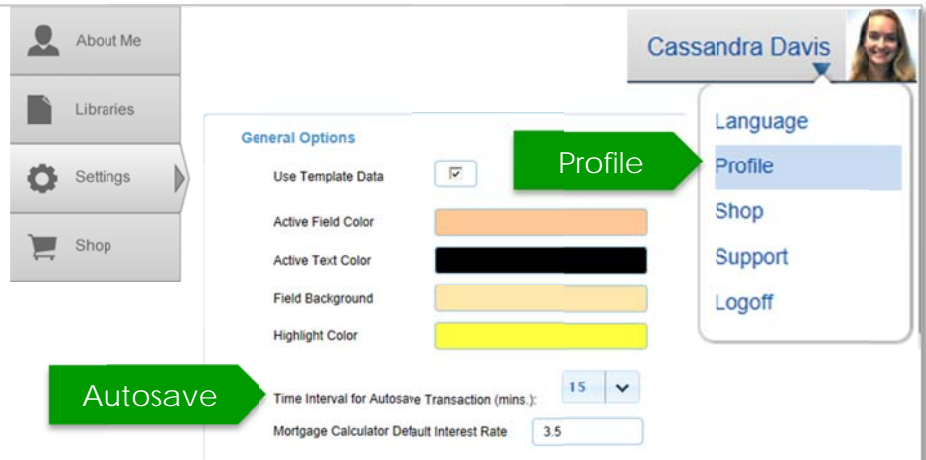 About Me
Libraries
Settings
Shop
Cassandra Davis
Language
Profile
Shop
Support
Logoff
Profile
General Options
Use Template Data
Active Field Color
Active Text Color
Field Background
Highlight Color
Autosave
Time Interval for Autosave Transaction (mins.): 15
Mortgage Calculator Default Interest Rate 3.5